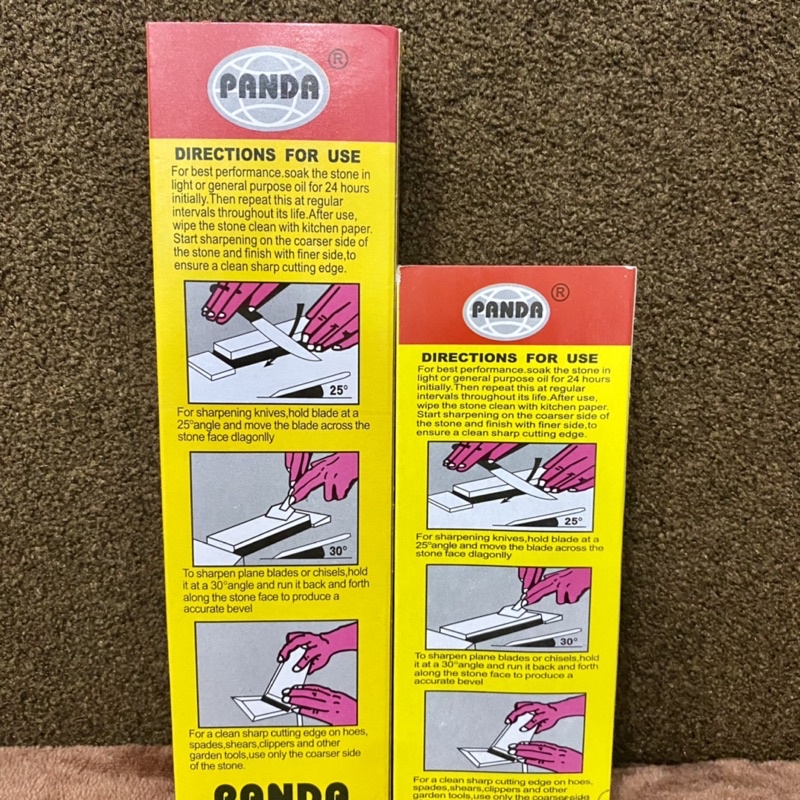 PANDA ®
DIRECTIONS FOR USE
For best performance.soak the stone in
light or general purpose oil for 24 hours
initially.Then repeat this at regular
intervals throughout its life.After use,
wipe the stone clean with kitchen paper.
Start sharpening on the coarser side of
the stone and finish with finer side,to
ensure a clean sharp cutting edge.
25°
For sharpening knives,hold blade at a
25°angle and move the blade across the
stone face dlagonlly
30°
To sharpen plane blades or chisels,hold
it at a 30°angle and run it back and forth
along the stone face to produce a
accurate bevel
For a clean sharp cutting edge on hoes,
spades,shears,clippers and other
garden tools,use only the coarser side
of the stone.
PANDA
PANDA ®
DIRECTIONS FOR USE
For best performance.soak the stone in
light or general purpose oil for 24 hours
initially.Then repeat this at regular
intervals throughout its life.After use,
wipe the stone clean with kitchen paper.
Start sharpening on the coarser side of
the stone and finish with finer side,to
ensure a clean sharp cutting edge.
25°
For sharpening knives,hold blade at a
25°angle and move the blade across the
stone face dlagonlly
30°
To sharpen plane blades or chisels,hold
it at a 30°angle and run it back and forth
along the stone face to produce a
accurate bevel
For a clean sharp cutting edge on hoes,
spades,shears,clippers and other
garden tools,use only the coarser side